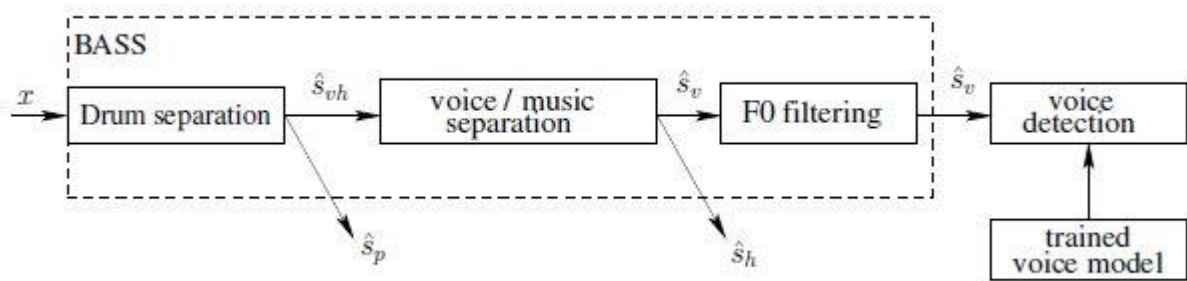 BASS
x
Drum separation
ŝ_vh
voice / music
separation
ŝ_v
F0 filtering
ŝ_v
voice
detection
ŝ_p
ŝ_h
trained
voice model